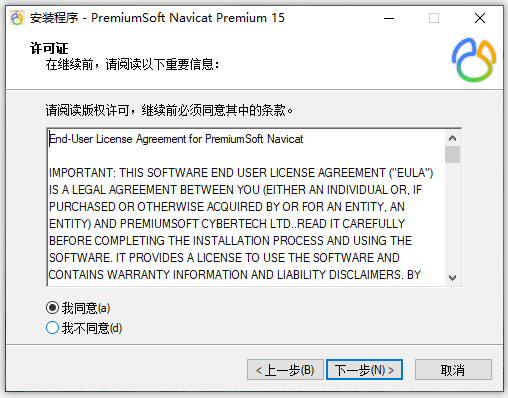 安装程序 - PremiumSoft Navicat Premium 15
许可证
在继续前，请阅读以下重要信息：
请阅读版权许可，继续前必须同意其中的条款。
End-User License Agreement for PremiumSoft Navicat
IMPORTANT: THIS SOFTWARE END USER LICENSE AGREEMENT ("EULA")
IS A LEGAL AGREEMENT BETWEEN YOU (EITHER AN INDIVIDUAL OR, IF
PURCHASED OR OTHERWISE ACQUIRED BY OR FOR AN ENTITY, AN
ENTITY) AND PREMIUMSOFT CYBERTECH LTD..READ IT CAREFULLY
BEFORE COMPLETING THE INSTALLATION PROCESS AND USING THE
SOFTWARE. IT PROVIDES A LICENSE TO USE THE SOFTWARE AND
CONTAINS WARRANTY INFORMATION AND LIABILITY DISCLAIMERS. BY
我同意(a)
我不同意(d)
< 上一步(B) 下一步(N) > 取消